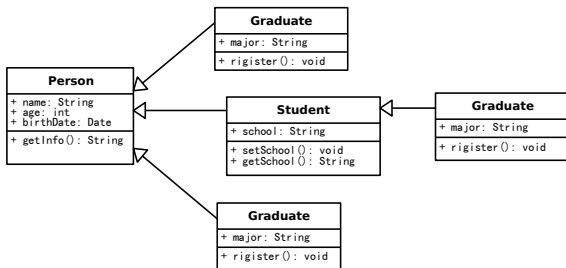 Graduate
+ major: String
+ rigister(): void
Person
+ name: String
+ age: int
+ birthDate: Date
+ getInfo(): String
Student
+ school: String
+ setSchool(): void
+ getSchool(): String
Graduate
+ major: String
+ rigister(): void
Graduate
+ major: String
+ rigister(): void